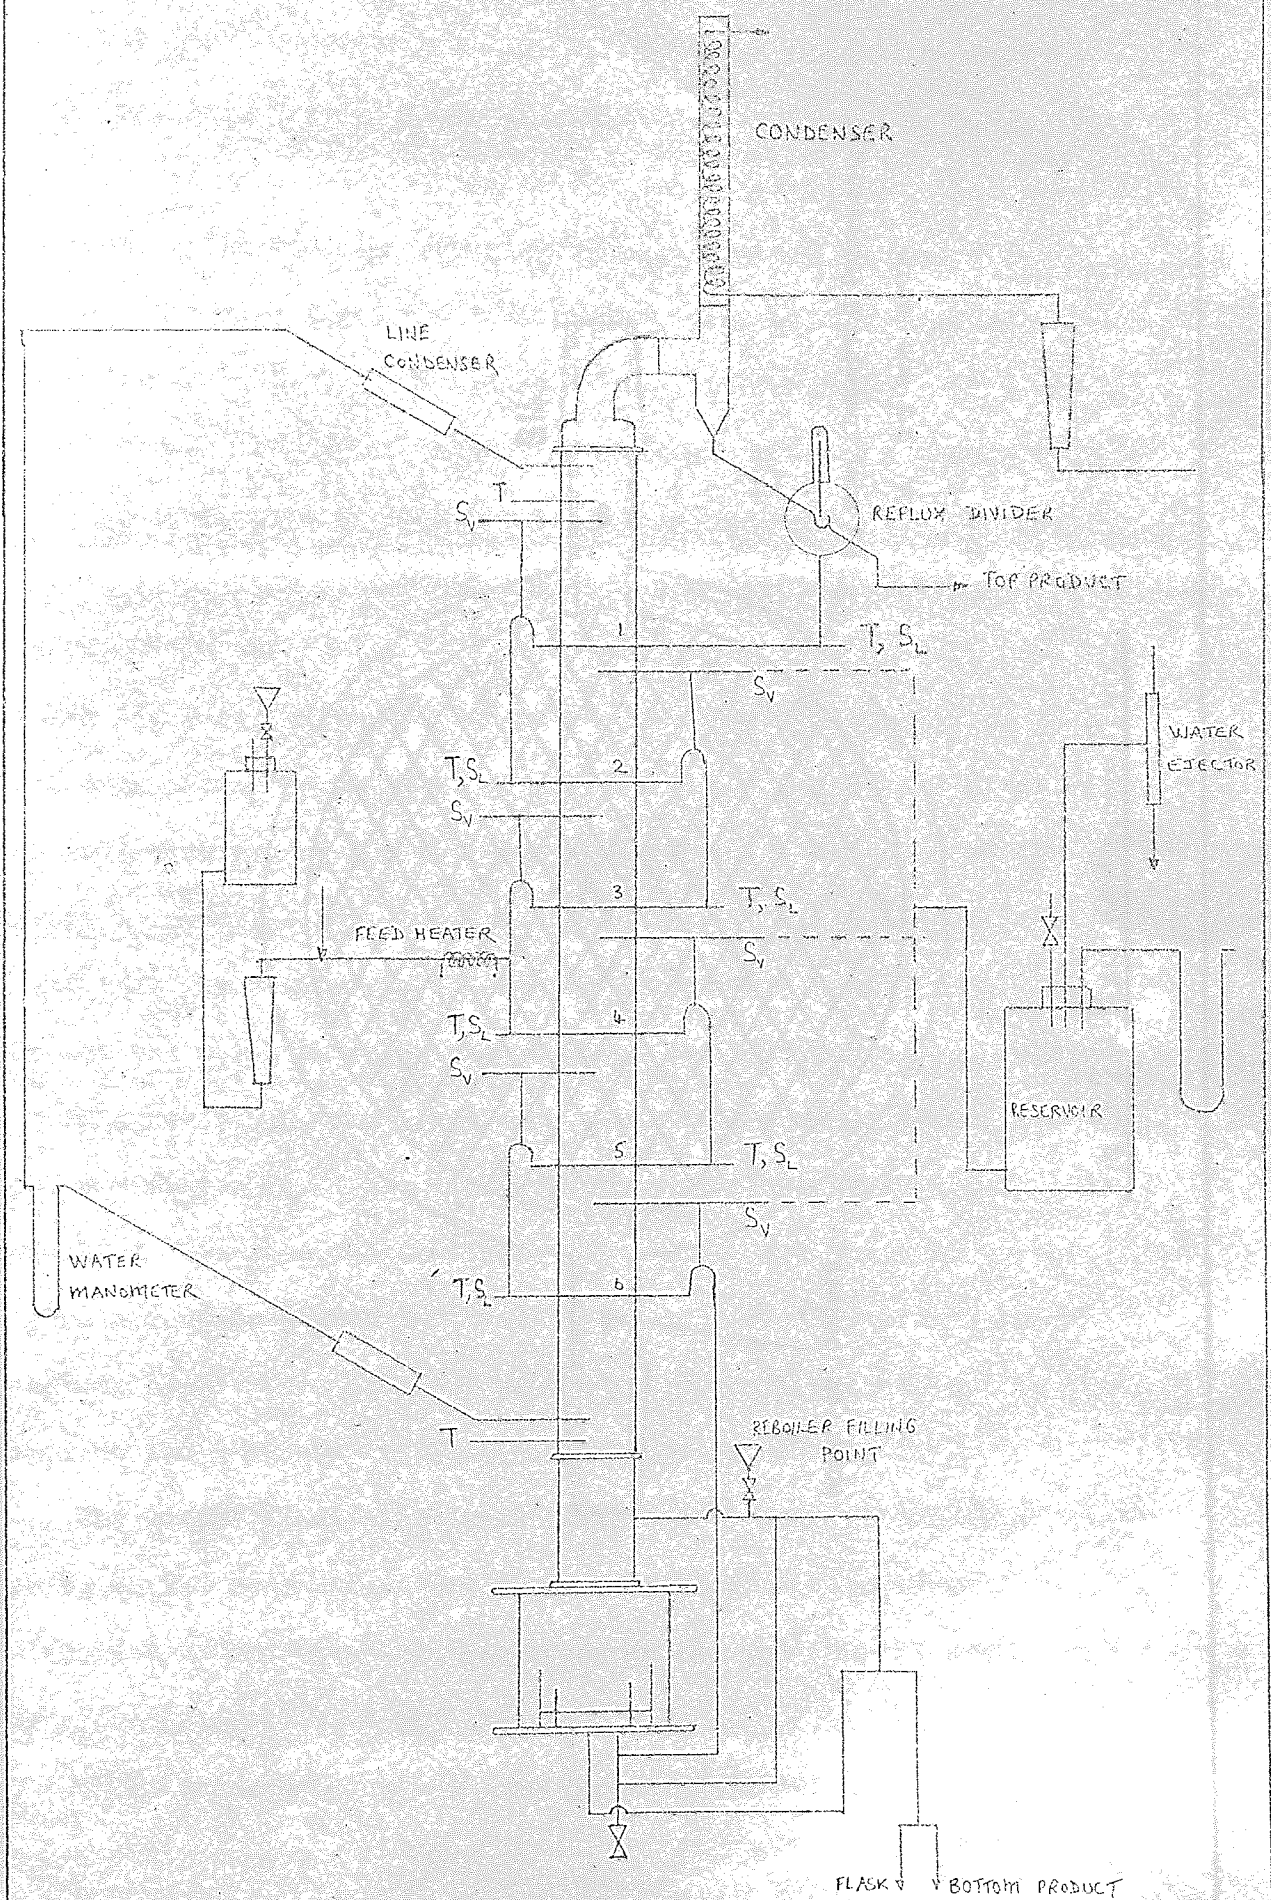 CONDENSER
LINE
CONDENSER
T
S_V
REFLUX DIVIDER
TOP PRODUCT
1
T, S_L
S_V
WATER
EJECTOR
T, S_L
2
S_V
3
T, S_L
FEED HEATER
S_V
T, S_L
4
S_V
RESERVOIR
5
T, S_L
S_V
WATER
MANOMETER
T, S_L
6
T
REBOILER FILLING
POINT
FLASK
BOTTOM PRODUCT